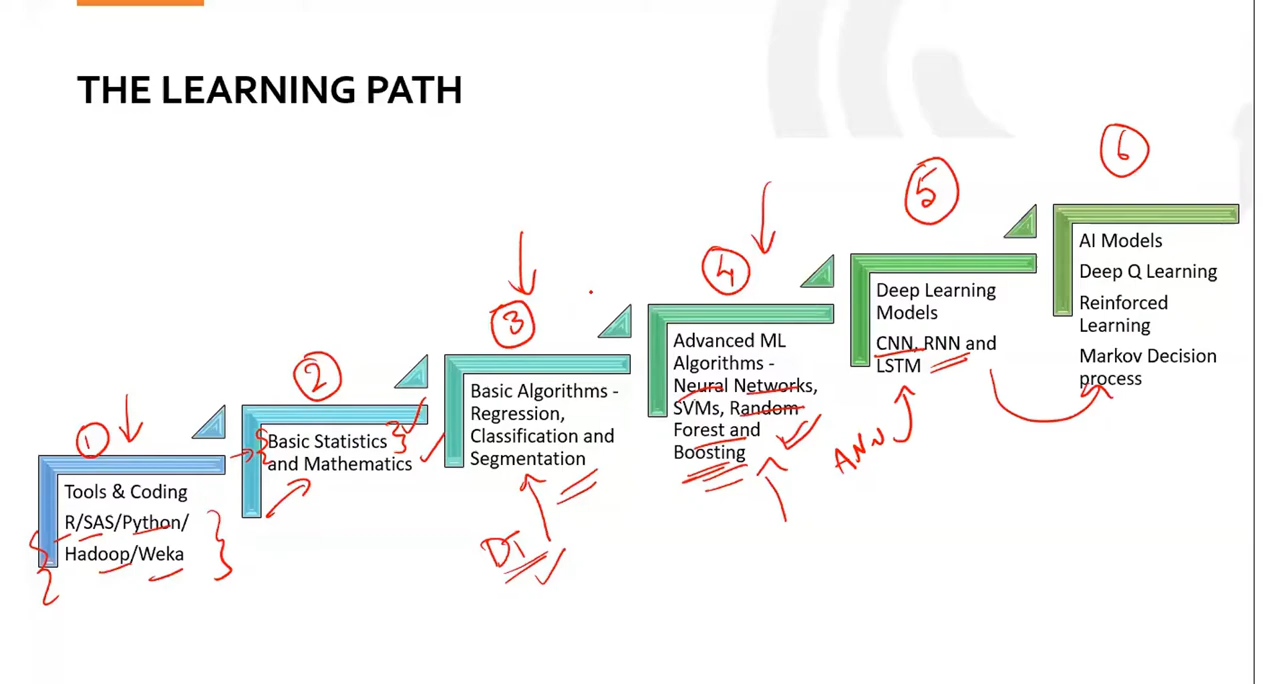 THE LEARNING PATH
1
Tools & Coding
R/SAS/Python/
Hadoop/Weka
2
Basic Statistics
and Mathematics
3
Basic Algorithms -
Regression,
Classification and
Segmentation
DT
4
Advanced ML
Algorithms -
Neural Networks,
SVMs, Random
Forest and
Boosting
5
Deep Learning
Models
CNN, RNN and
LSTM
ANN
6
AI Models
Deep Q Learning
Reinforced
Learning
Markov Decision
process